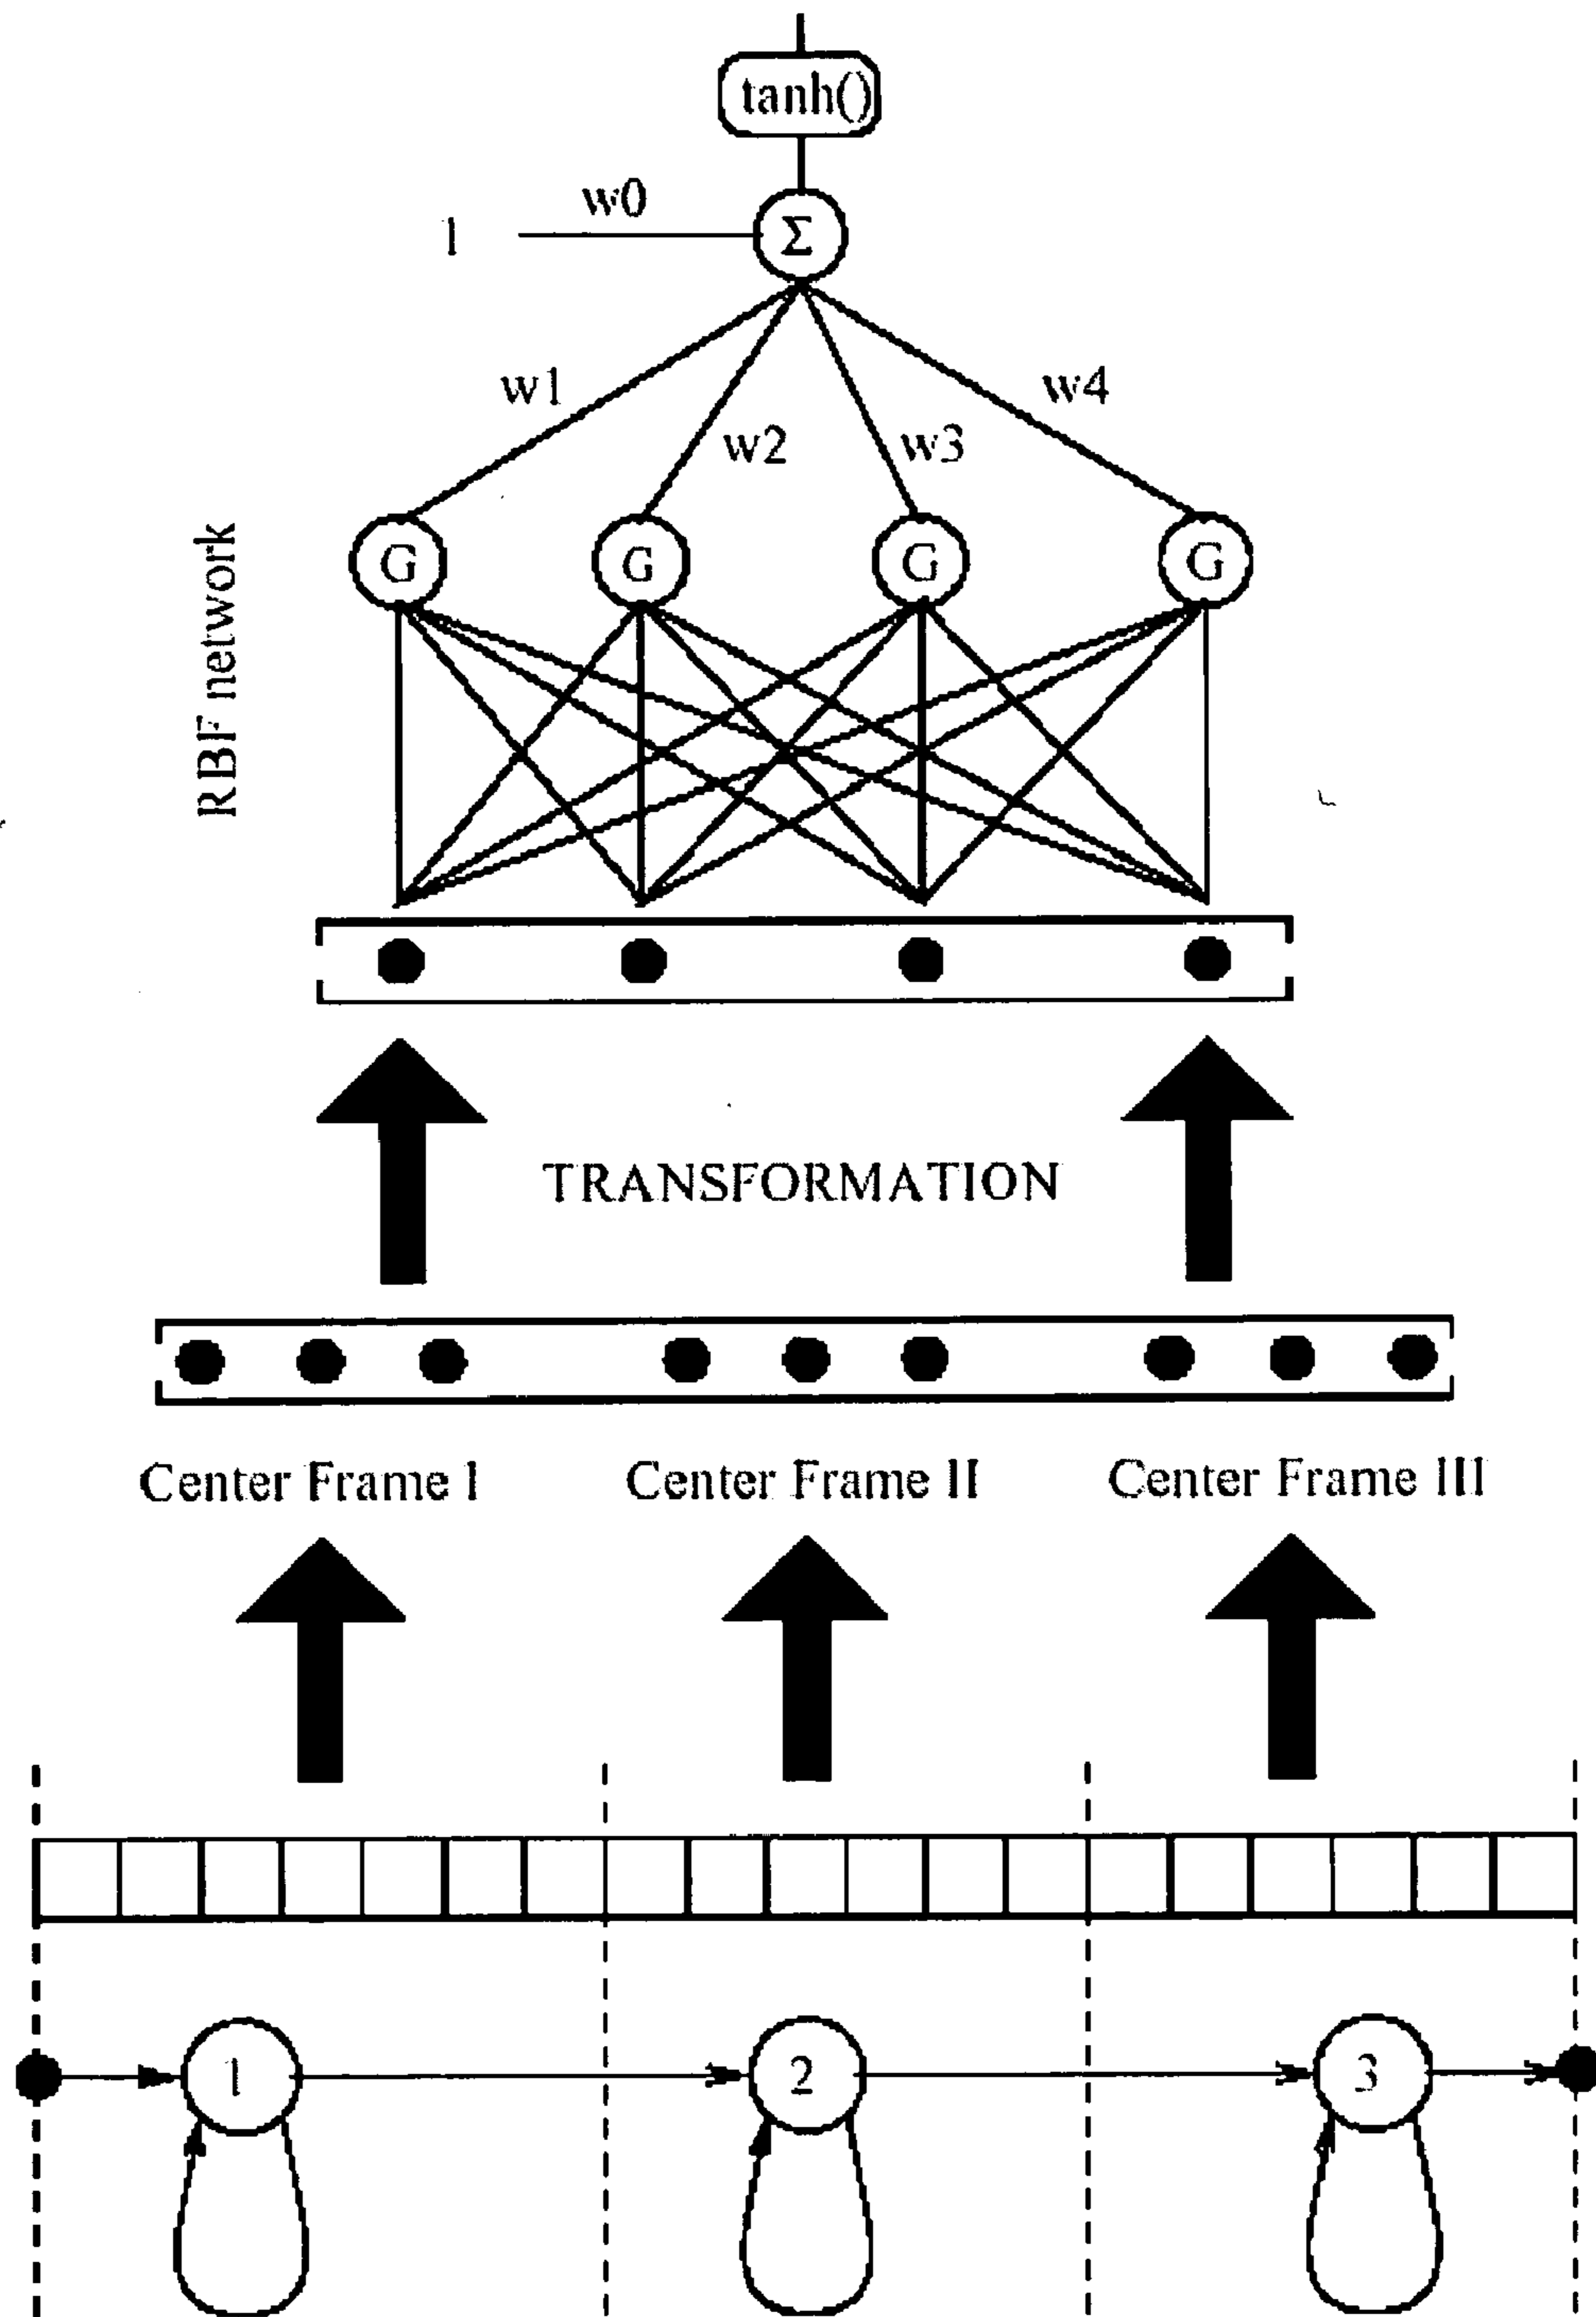 tanh()
w0
1
Σ
w1
w4
w2
w3
RBF network
G
G
G
G
TRANSFORMATION
Center Frame I
Center Frame II
Center Frame III
1
2
3